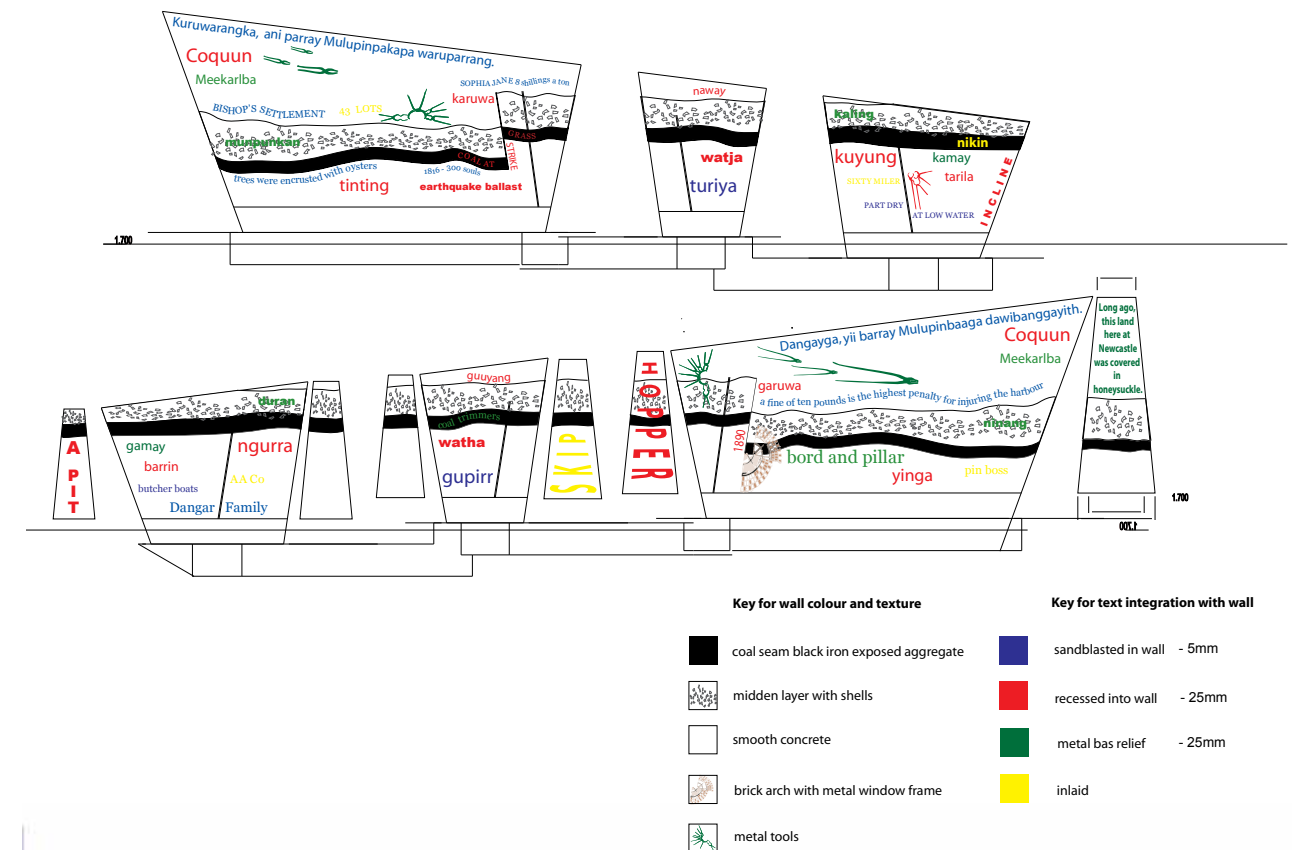 Kuruwarangka, ani parray Mulupinpakapa waruparrang.
Coquun
Meekarlba
SOPHIA JANE 8 shillings a ton
karuwa
BISHOP'S SETTLEMENT
43 LOTS
GRASS
COAL AT
STRIKE
trees were encrusted with oysters
1816 - 300 souls
tinting
earthquake ballast
naway
watja
turiya
kaling
nikin
kuyung
kamay
SIXTY MILER
tarila
PART DRY
AT LOW WATER
INCLINE
1.700
Dangayga, yii barray Mulupinbaaga dawibanggayith.
Coquun
Meekarlba
Long ago,
this land
here at
Newcastle
was covered
in
honeysuckle.
A PIT
duran
gamay
ngurra
barrin
AA Co
butcher boats
Dangar Family
guuyang
coal trimmers
watha
gupirr
SKIP
HOPPER
garuwa
a fine of ten pounds is the highest penalty for injuring the harbour
ninang
1890
bord and pillar
yinga
pin boss
1.700
1.700
Key for wall colour and texture
coal seam black iron exposed aggregate
midden layer with shells
smooth concrete
brick arch with metal window frame
metal tools
Key for text integration with wall
sandblasted in wall - 5mm
recessed into wall - 25mm
metal bas relief - 25mm
inlaid